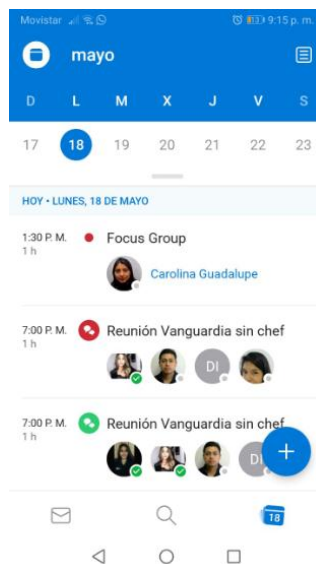 Movistar 9:15 p. m.
mayo
D L M X J V S
17 18 19 20 21 22 23
HOY • LUNES, 18 DE MAYO
1:30 P. M. Focus Group
1 h
Carolina Guadalupe
7:00 P. M. Reunión Vanguardia sin chef
1 h
DI
7:00 P. M. Reunión Vanguardia sin chef
1 h
+
18